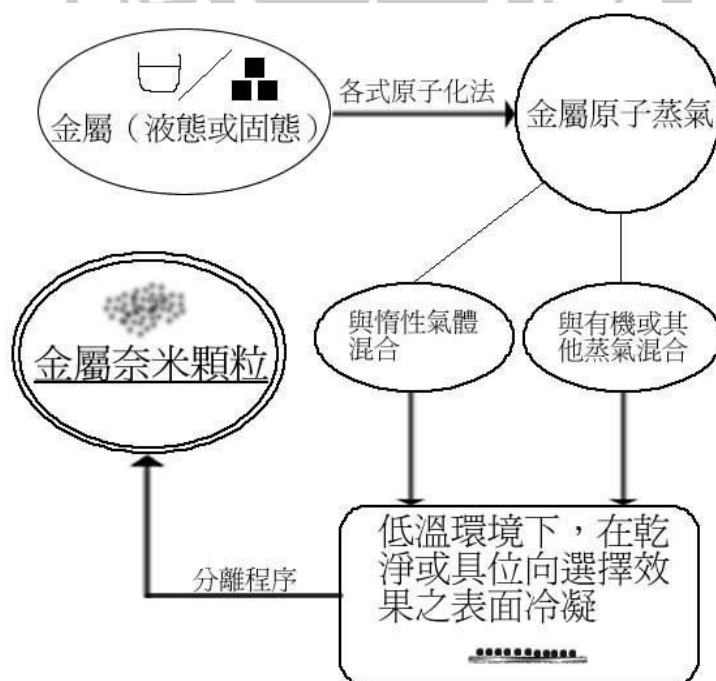 各式原子化法
金屬（液態或固態）
金屬原子蒸氣
與惰性氣體
混合
與有機或其
他蒸氣混合
金屬奈米顆粒
低溫環境下，在乾
淨或具位向選擇效
果之表面冷凝
分離程序